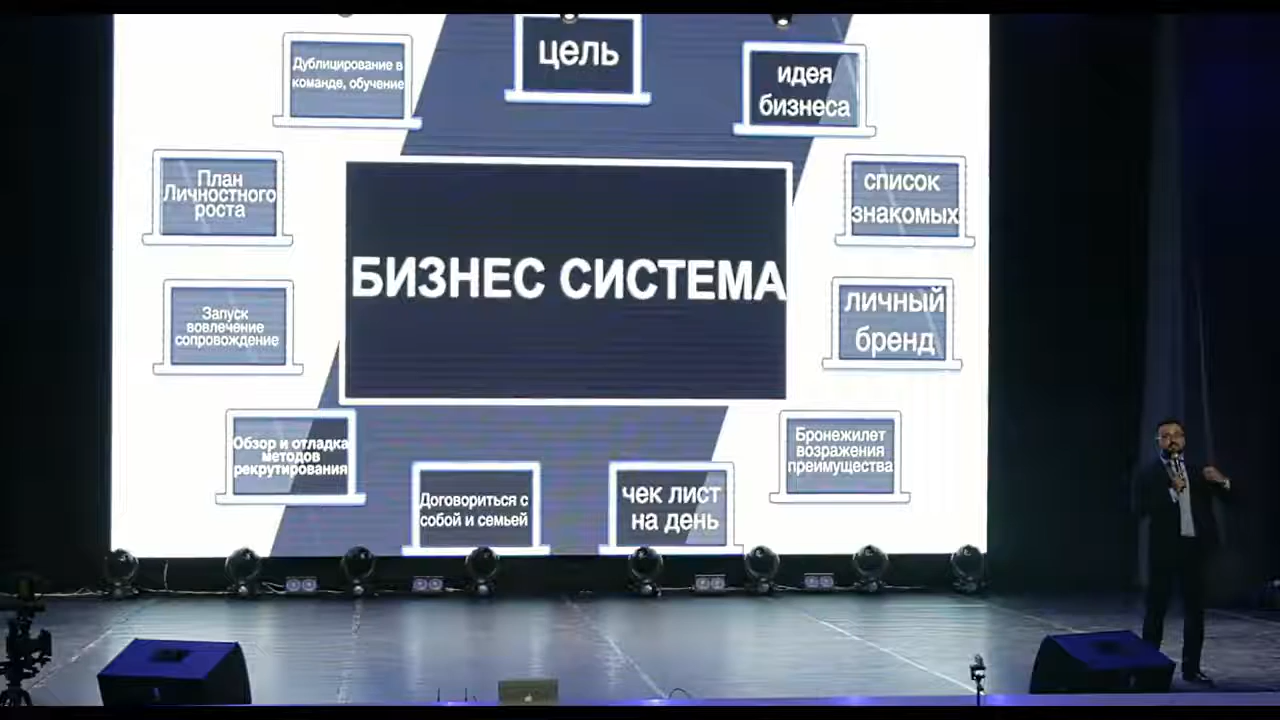 цель
идея
бизнеса
список
знакомых
личный
бренд
Бронежилет
возражения
преимущества
чек лист
на день
Договориться с
собой и семьей
Обзор и отладка
методов
рекрутирования
Запуск
вовлечение
сопровождение
План
Личностного
роста
Дублицирование в
команде, обучение
БИЗНЕС СИСТЕМА